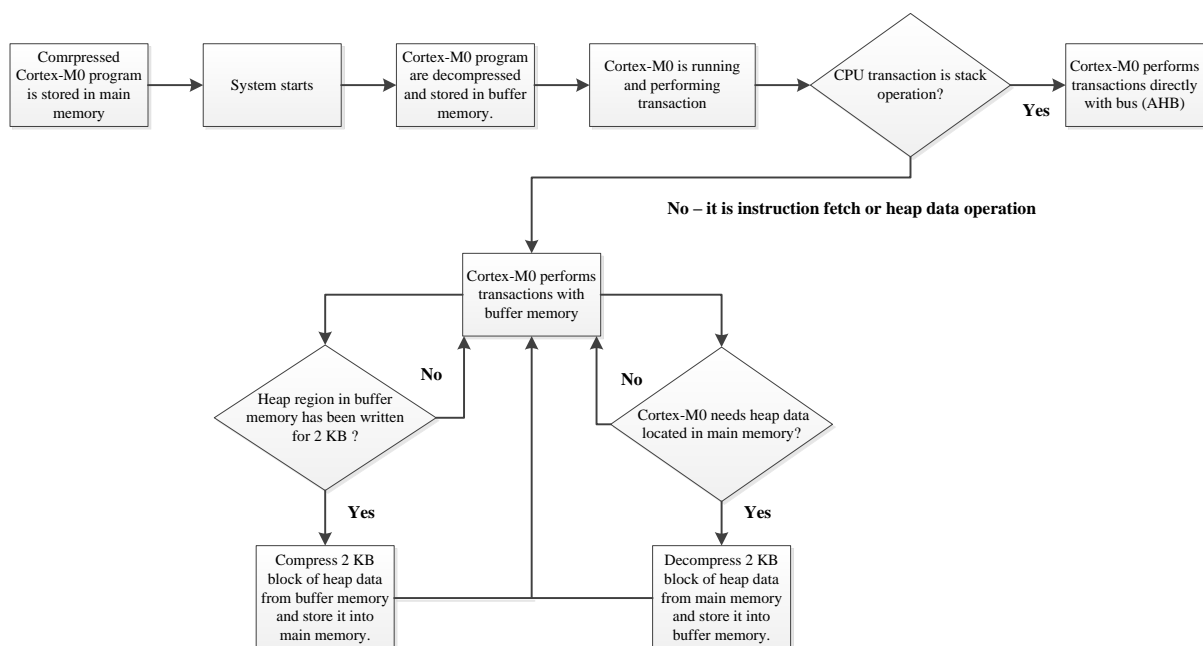 Comrpressed
Cortex-M0 program
is stored in main
memory
System starts
Cortex-M0 program
are decompressed
and stored in buffer
memory.
Cortex-M0 is running
and performing
transaction
CPU transaction is stack
operation?
Yes
Cortex-M0 performs
transactions directly
with bus (AHB)
No – it is instruction fetch or heap data operation
Cortex-M0 performs
transactions with
buffer memory
No
Heap region in buffer
memory has been written
for 2 KB ?
Yes
Compress 2 KB
block of heap data
from buffer memory
and store it into
main memory.
No
Cortex-M0 needs heap data
located in main memory?
Yes
Decompress 2 KB
block of heap data
from main memory
and store it into
buffer memory.